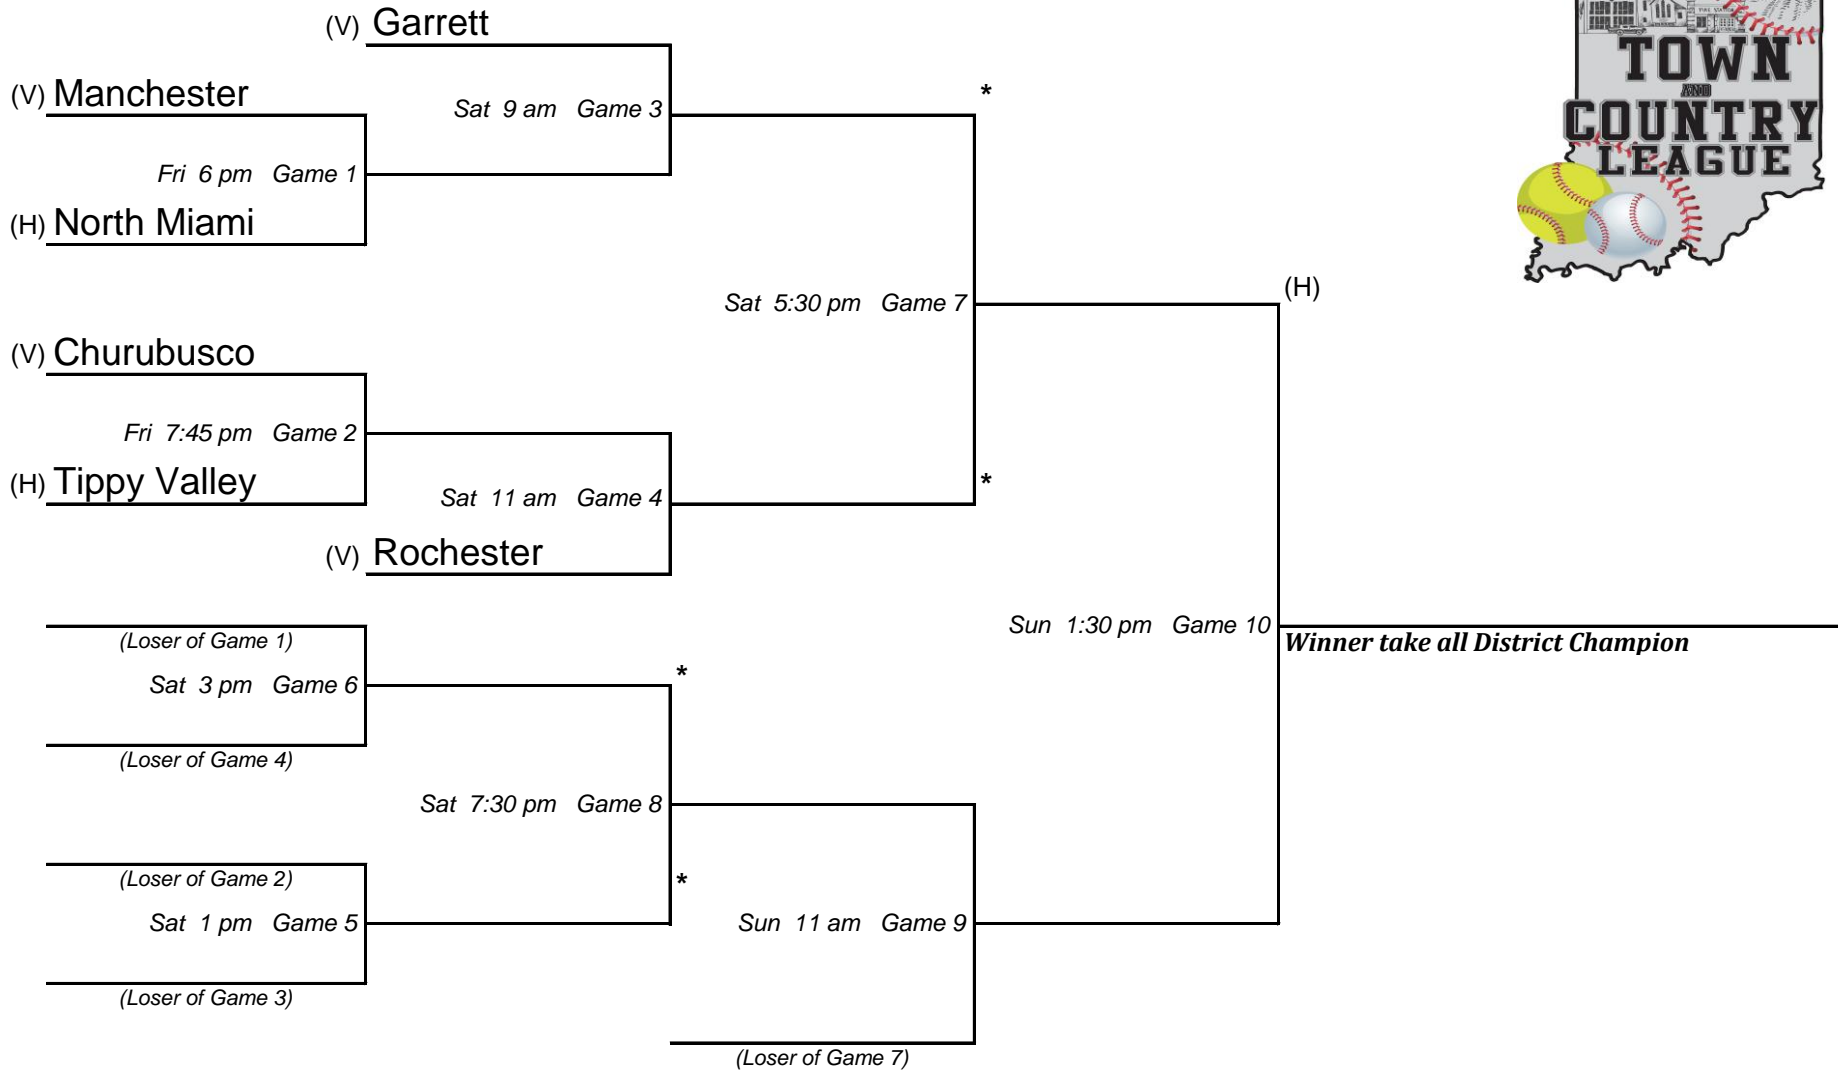 (V) Garrett
(V) Manchester
Sat 9 am Game 3
*
Fri 6 pm Game 1
(H) North Miami
Sat 5:30 pm Game 7
(H)
(V) Churubusco
Fri 7:45 pm Game 2
(H) Tippy Valley
Sat 11 am Game 4
*
(V) Rochester
(Loser of Game 1)
Sat 3 pm Game 6
*
(Loser of Game 4)
Sun 1:30 pm Game 10
Winner take all District Champion
Sat 7:30 pm Game 8
(Loser of Game 2)
*
Sat 1 pm Game 5
Sun 11 am Game 9
(Loser of Game 3)
(Loser of Game 7)
TOWN
AND
COUNTRY
LEAGUE